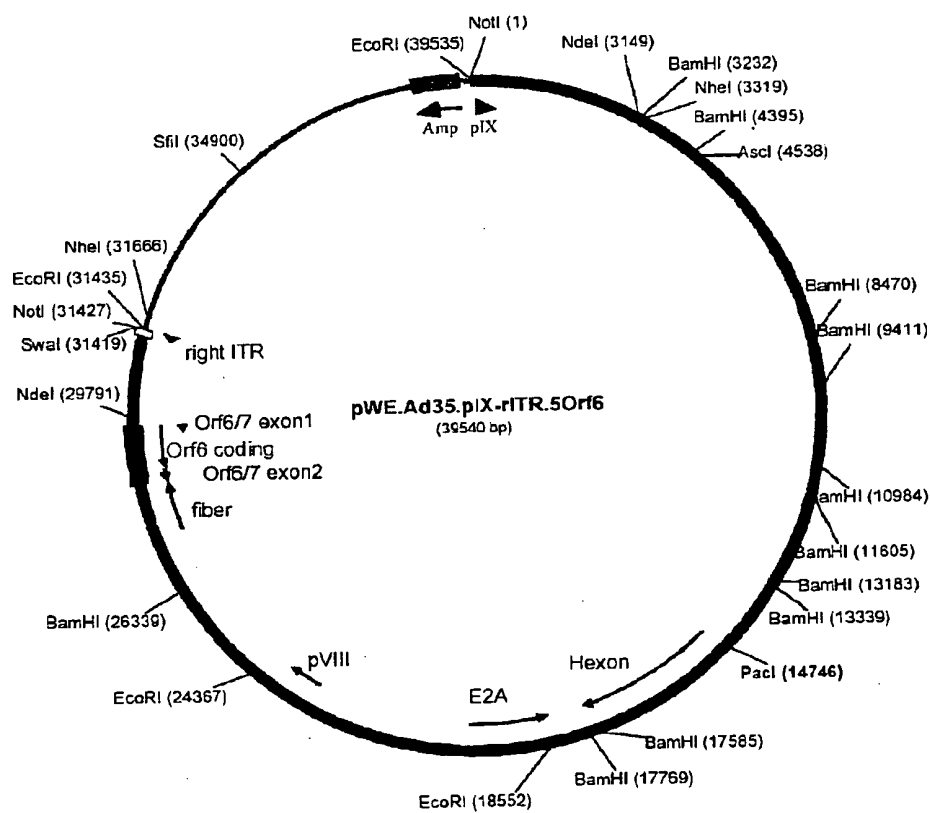 NotI (1)
EcoRI (39535)
NdeI (3149)
BamHI (3232)
NheI (3319)
BamHI (4395)
AscI (4538)
Amp pIX
SfiI (34900)
NheI (31666)
EcoRI (31435)
NotI (31427)
SwaI (31419)
right ITR
BamHI (8470)
BamHI (9411)
NdeI (29791)
pWE.Ad35.pIX-rITR.5Orf6
(39540 bp)
Orf6/7 exon1
Orf6 coding
Orf6/7 exon2
fiber
amHI (10984)
BamHI (11605)
BamHI (13183)
BamHI (13339)
BamHI (26339)
PacI (14746)
Hexon
pVIII
EcoRI (24367)
E2A
BamHI (17585)
BamHI (17769)
EcoRI (18552)